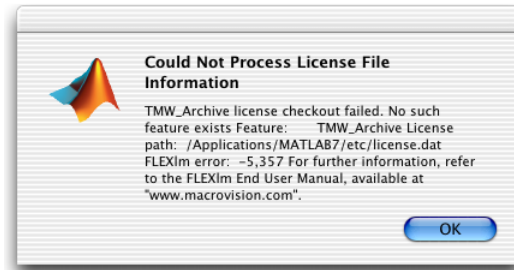 Could Not Process License File
Information
TMW_Archive license checkout failed. No such
feature exists Feature: TMW_Archive License
path: /Applications/MATLAB7/etc/license.dat
FLEXlm error: -5,357 For further information, refer
to the FLEXlm End User Manual, available at
"www.macrovision.com".
OK